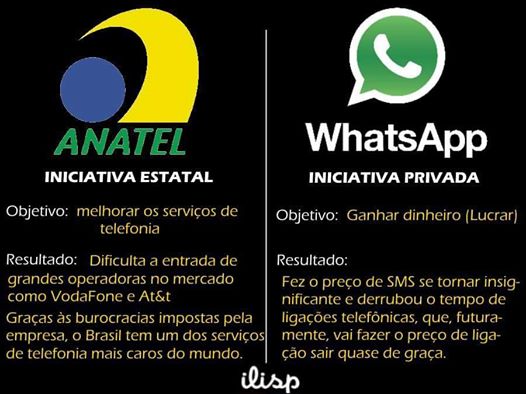 ANATEL
INICIATIVA ESTATAL
Objetivo: melhorar os serviços de
telefonia
Resultado: Dificulta a entrada de
grandes operadoras no mercado
como VodaFone e At&t
Graças às burocracias impostas pela
empresa, o Brasil tem um dos serviços
de telefonia mais caros do mundo.
WhatsApp
INICIATIVA PRIVADA
Objetivo: Ganhar dinheiro (Lucrar)
Resultado:
Fez o preço de SMS se tornar insig-
nificante e derrubou o tempo de
ligações telefônicas, que, futura-
mente, vai fazer o preço de liga-
ção sair quase de graça.
ilisp